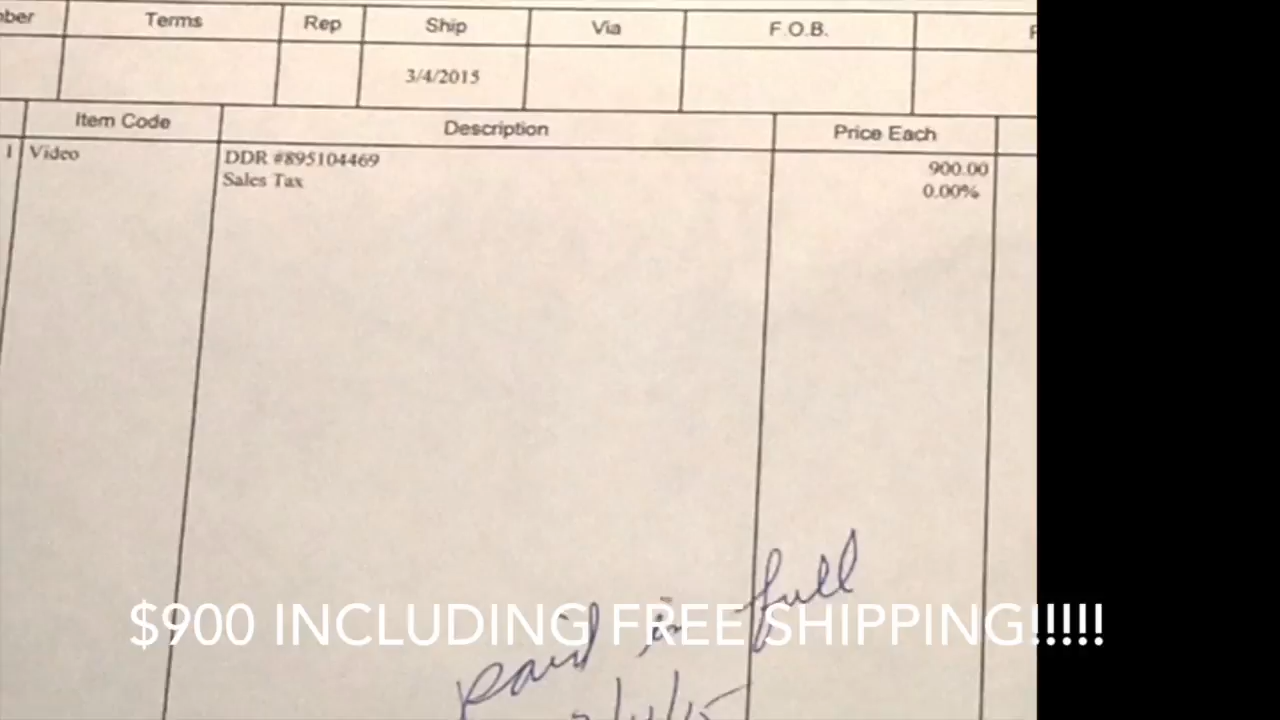 Terms Rep Ship Via F.O.B.
3/4/2015
Item Code Description Price Each
1 Video DDR #895104469 900.00
Sales Tax 0.00%
paid in full
$900 INCLUDING FREE SHIPPING!!!!!